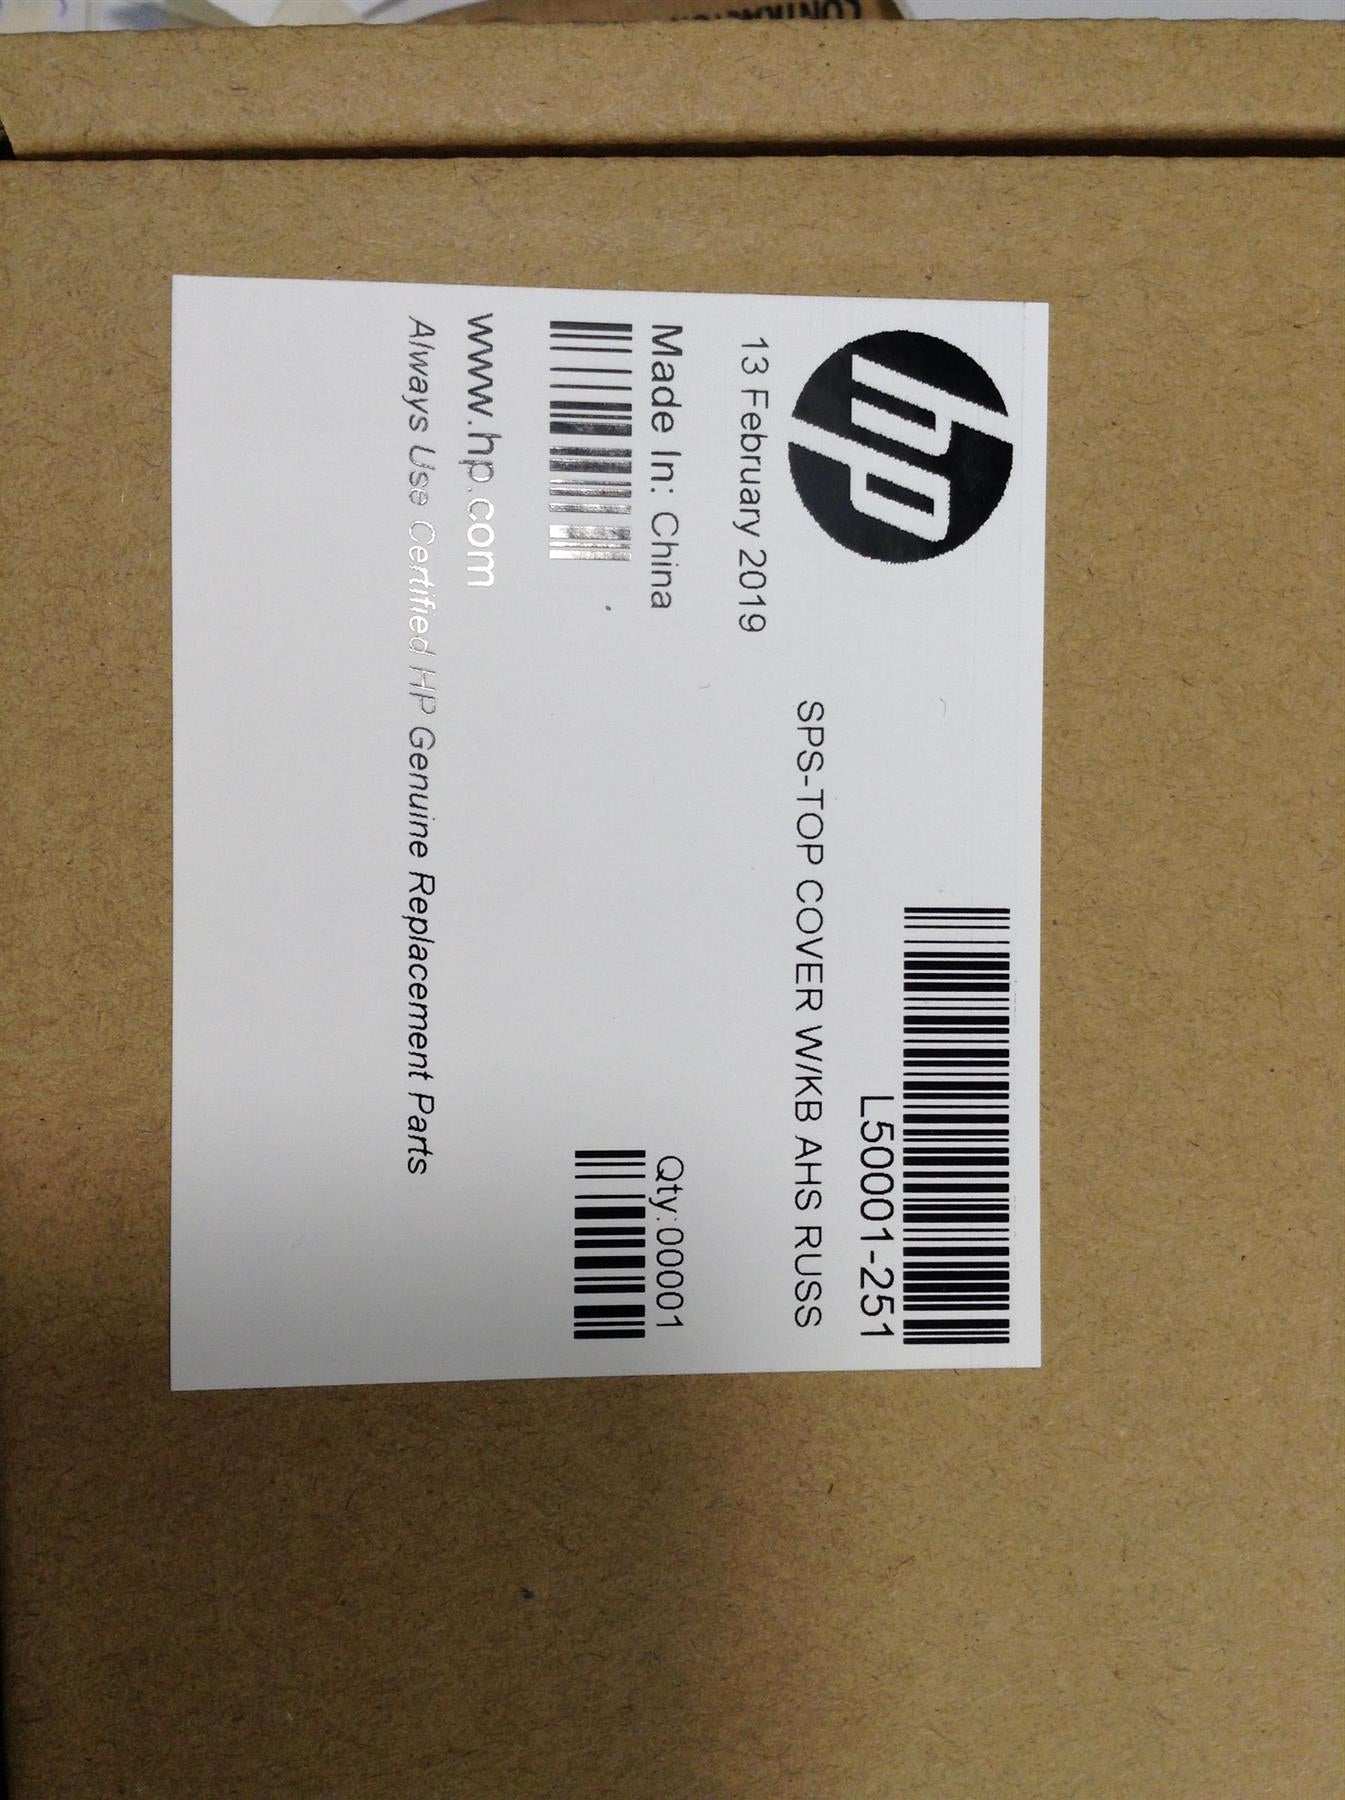 hp
L50001-251
SPS-TOP COVER W/KB AHS RUSS
13 February 2019
Made In: China
Qty:00001
www.hp.com
Always Use Certified HP Genuine Replacement Parts